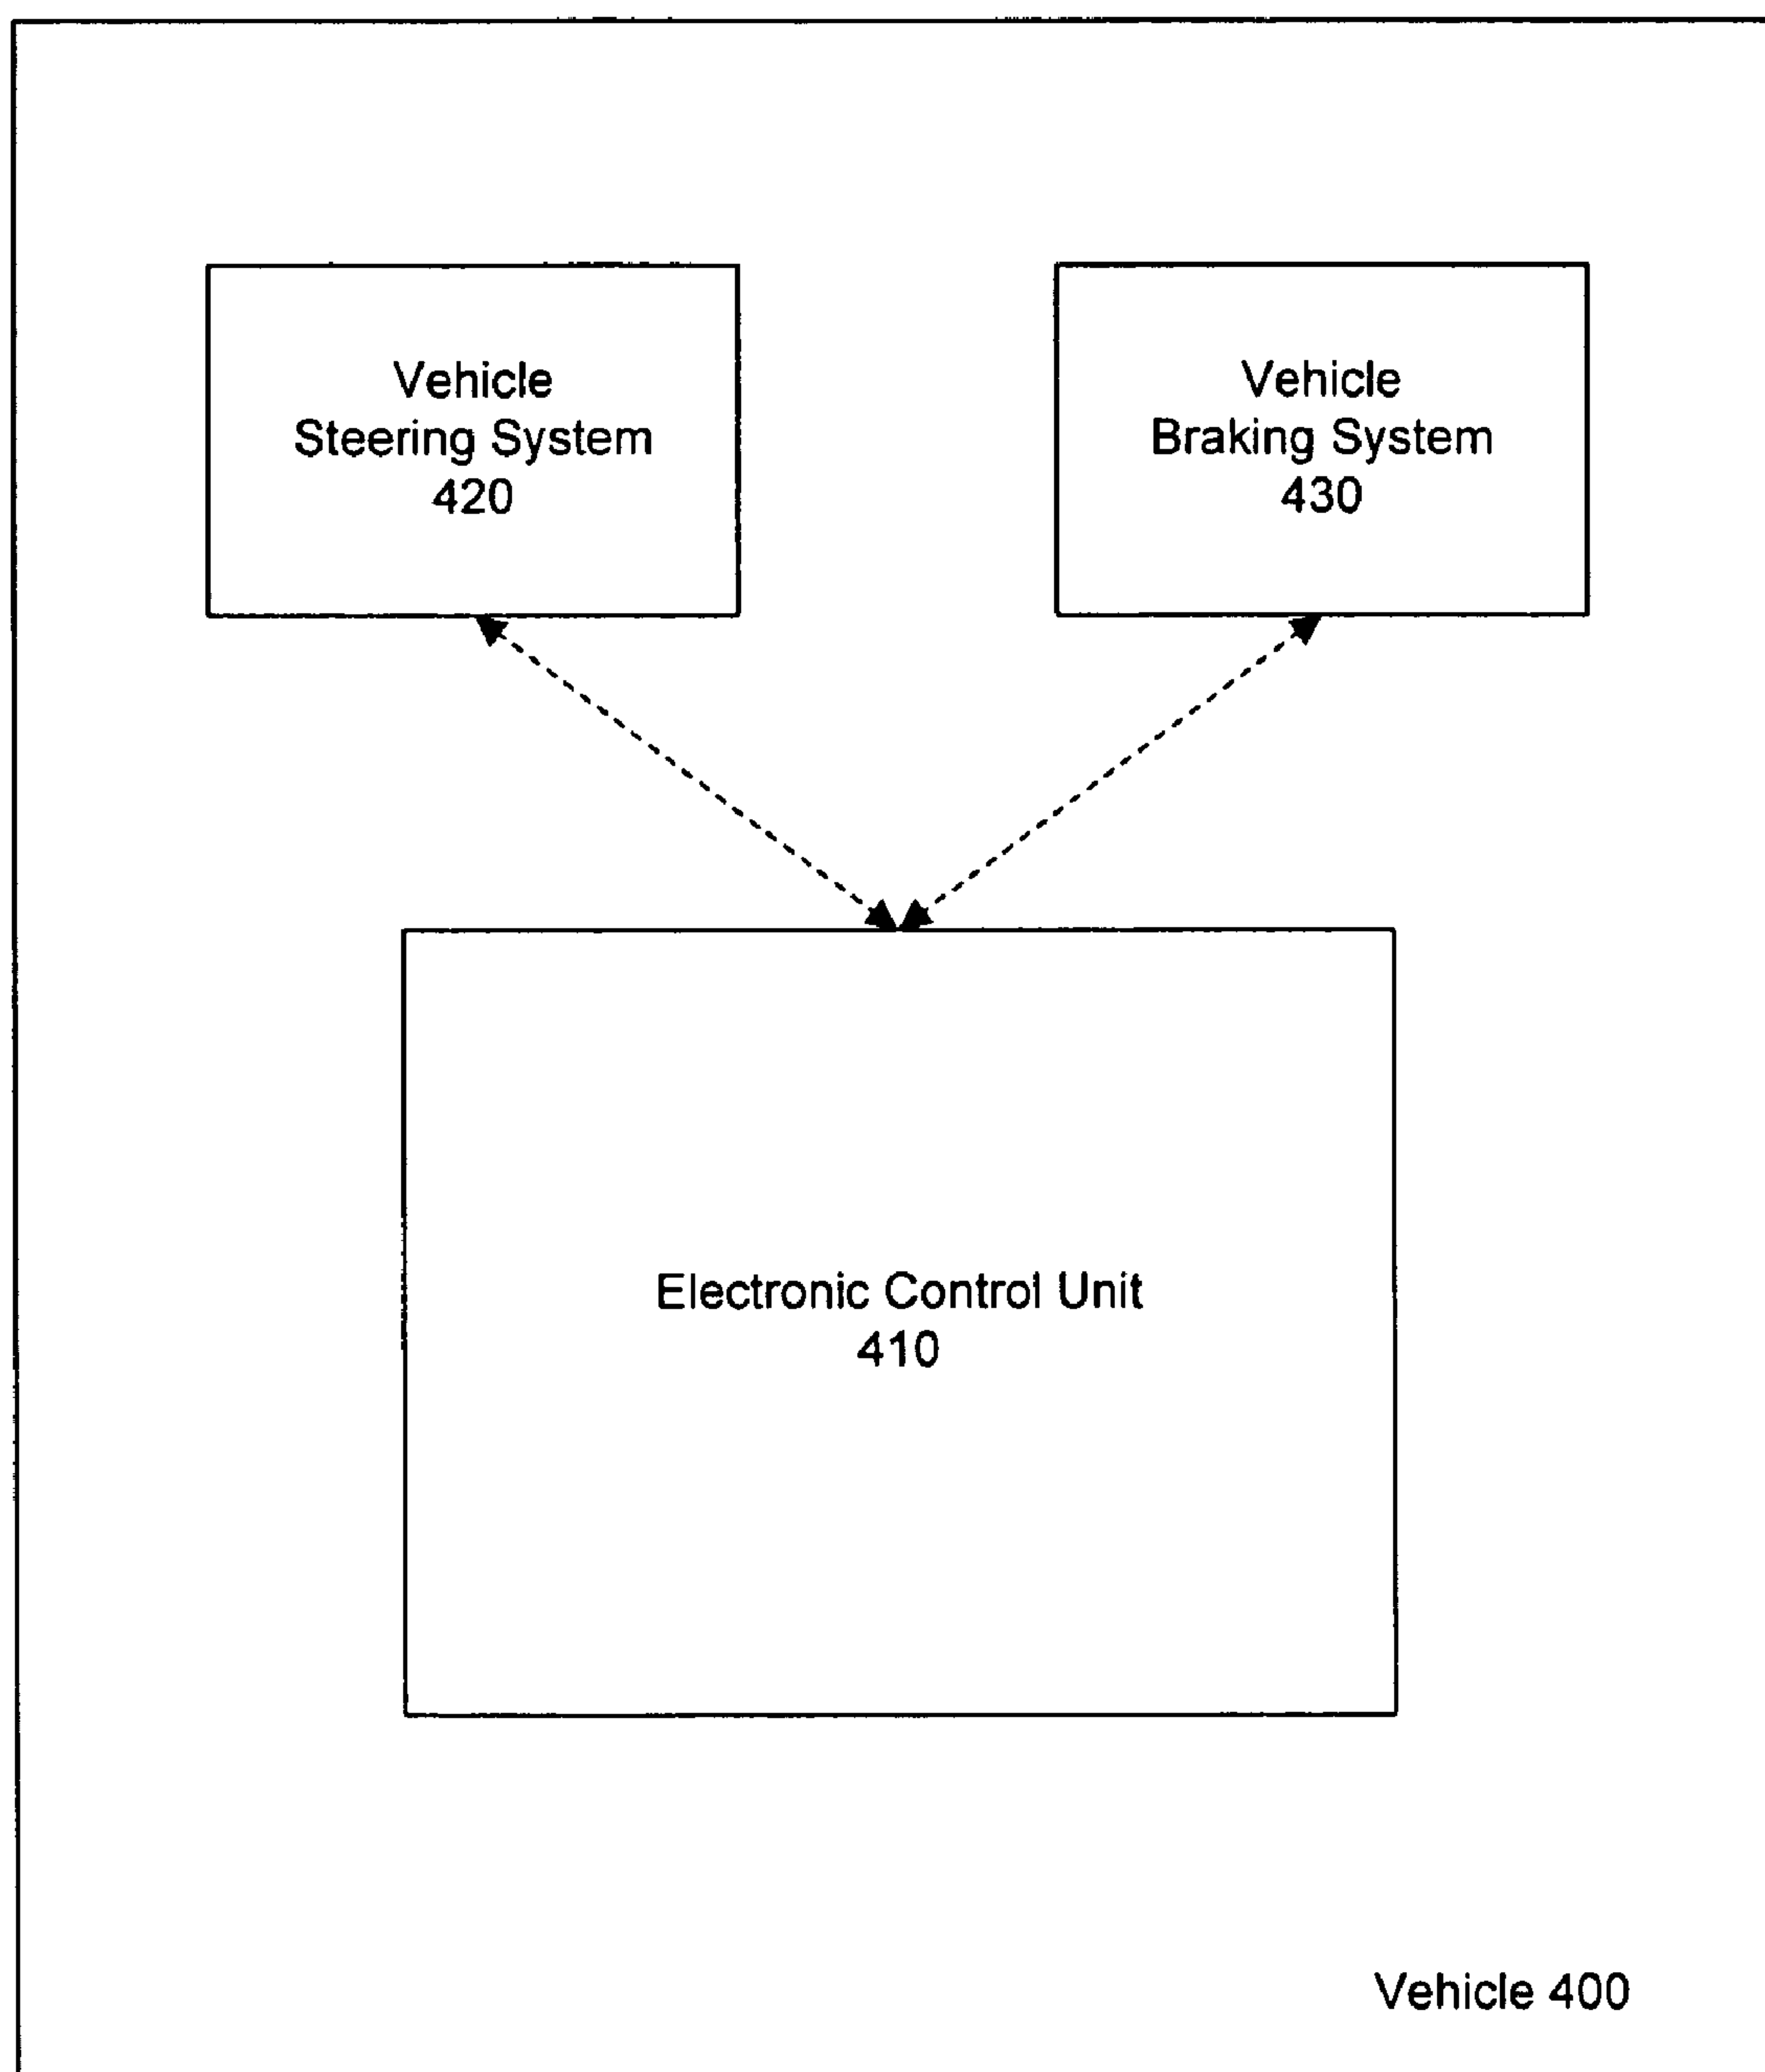 Vehicle
Steering System
420
Vehicle
Braking System
430
Electronic Control Unit
410
Vehicle 400